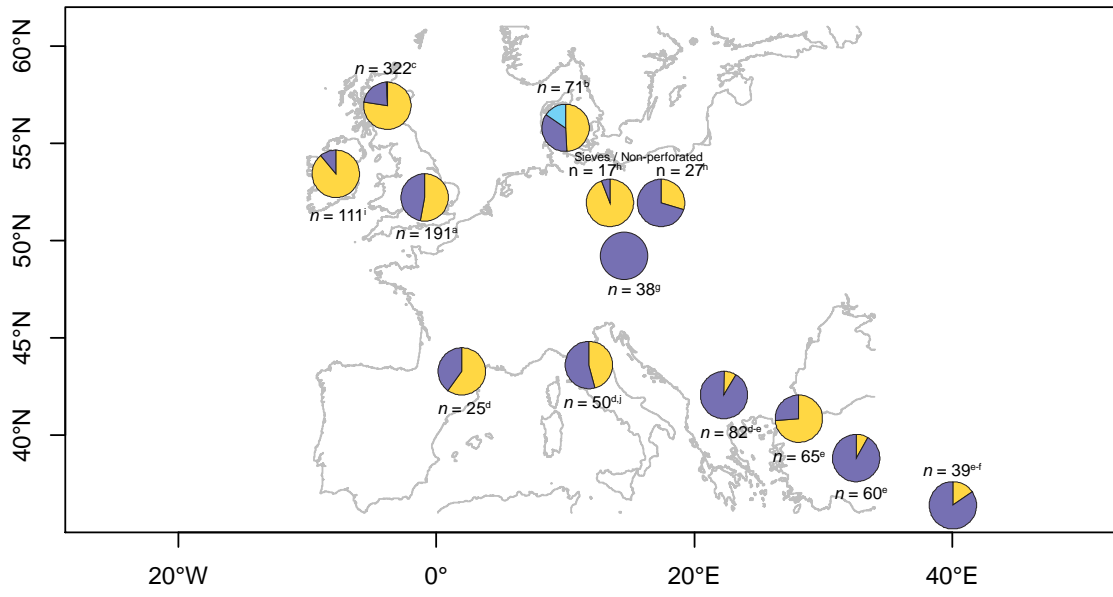 60°N
55°N
50°N
45°N
40°N
n = 322ᶜ
n = 71ᵇ
Sieves / Non-perforated
n = 17ʰ
n = 27ʰ
n = 111ⁱ
n = 191ᵃ
n = 38ᵍ
n = 25ᵈ
n = 50ᵈ,ʲ
n = 82ᵈ⁻ᵉ
n = 65ᵉ
n = 60ᵉ
n = 39ᵉ⁻ᶠ
20°W 0° 20°E 40°E